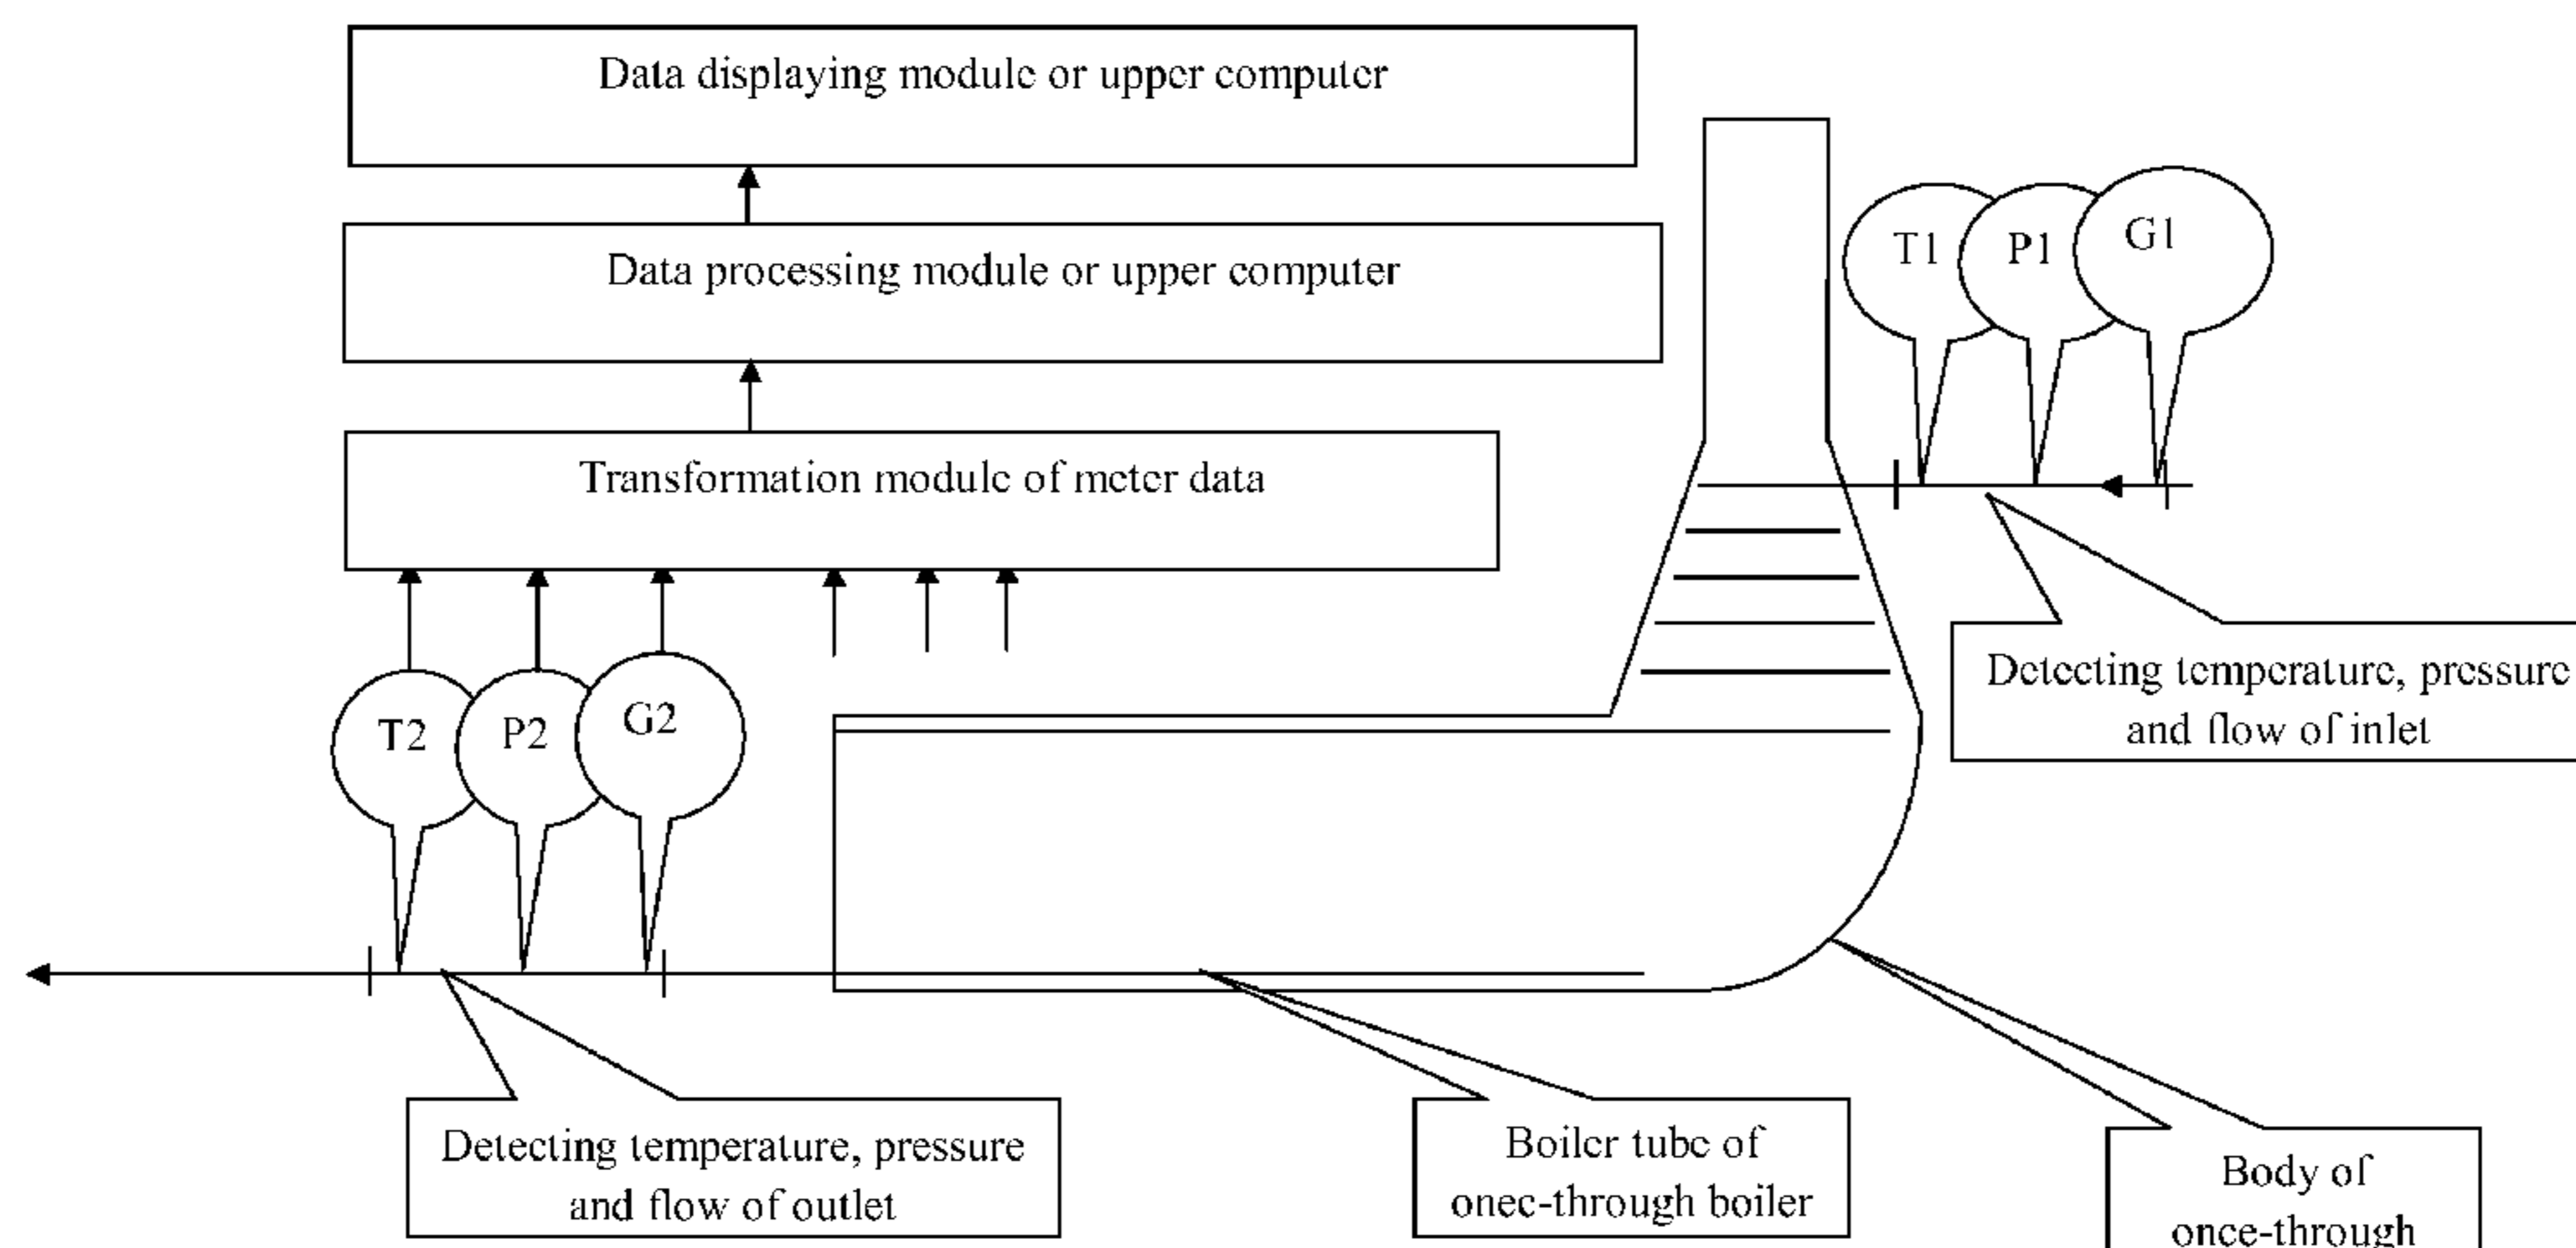 Data displaying module or upper computer
Data processing module or upper computer
Transformation module of meter data
T1
P1
G1
T2
P2
G2
Detecting temperature, pressure
and flow of inlet
Detecting temperature, pressure
and flow of outlet
Boiler tube of
onec-through boiler
Body of
once-through